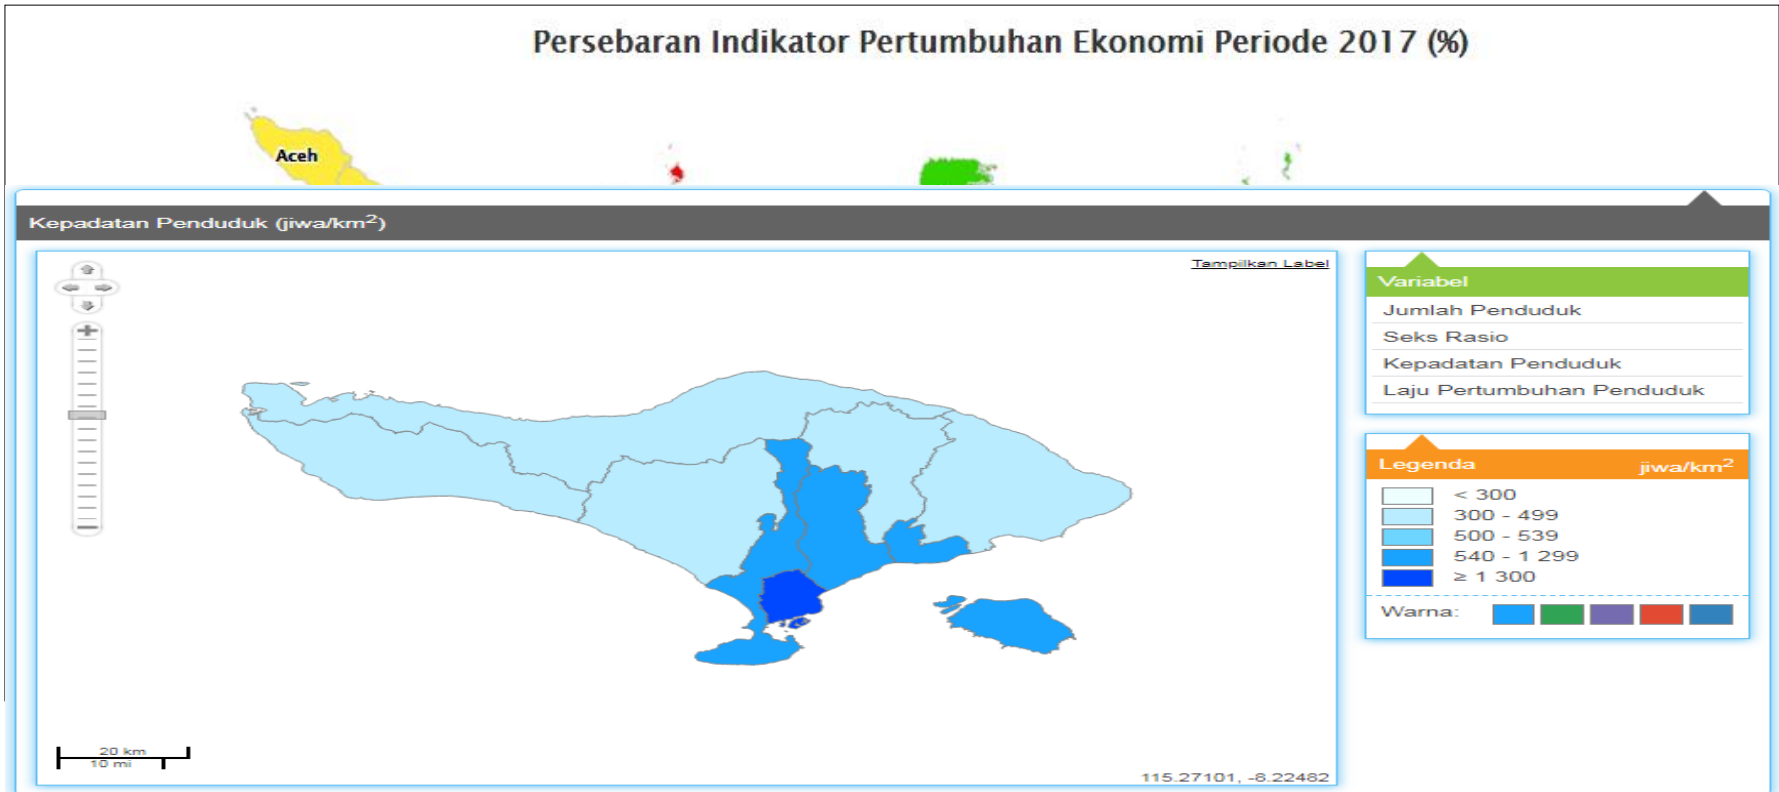 Persebaran Indikator Pertumbuhan Ekonomi Periode 2017 (%)
Aceh
Kepadatan Penduduk (jiwa/km²)
Tampilkan Label
20 km
10 mi
115.27101, -8.22482
Variabel
Jumlah Penduduk
Seks Rasio
Kepadatan Penduduk
Laju Pertumbuhan Penduduk
Legenda jiwa/km²
< 300
300 - 499
500 - 539
540 - 1 299
≥ 1 300
Warna: